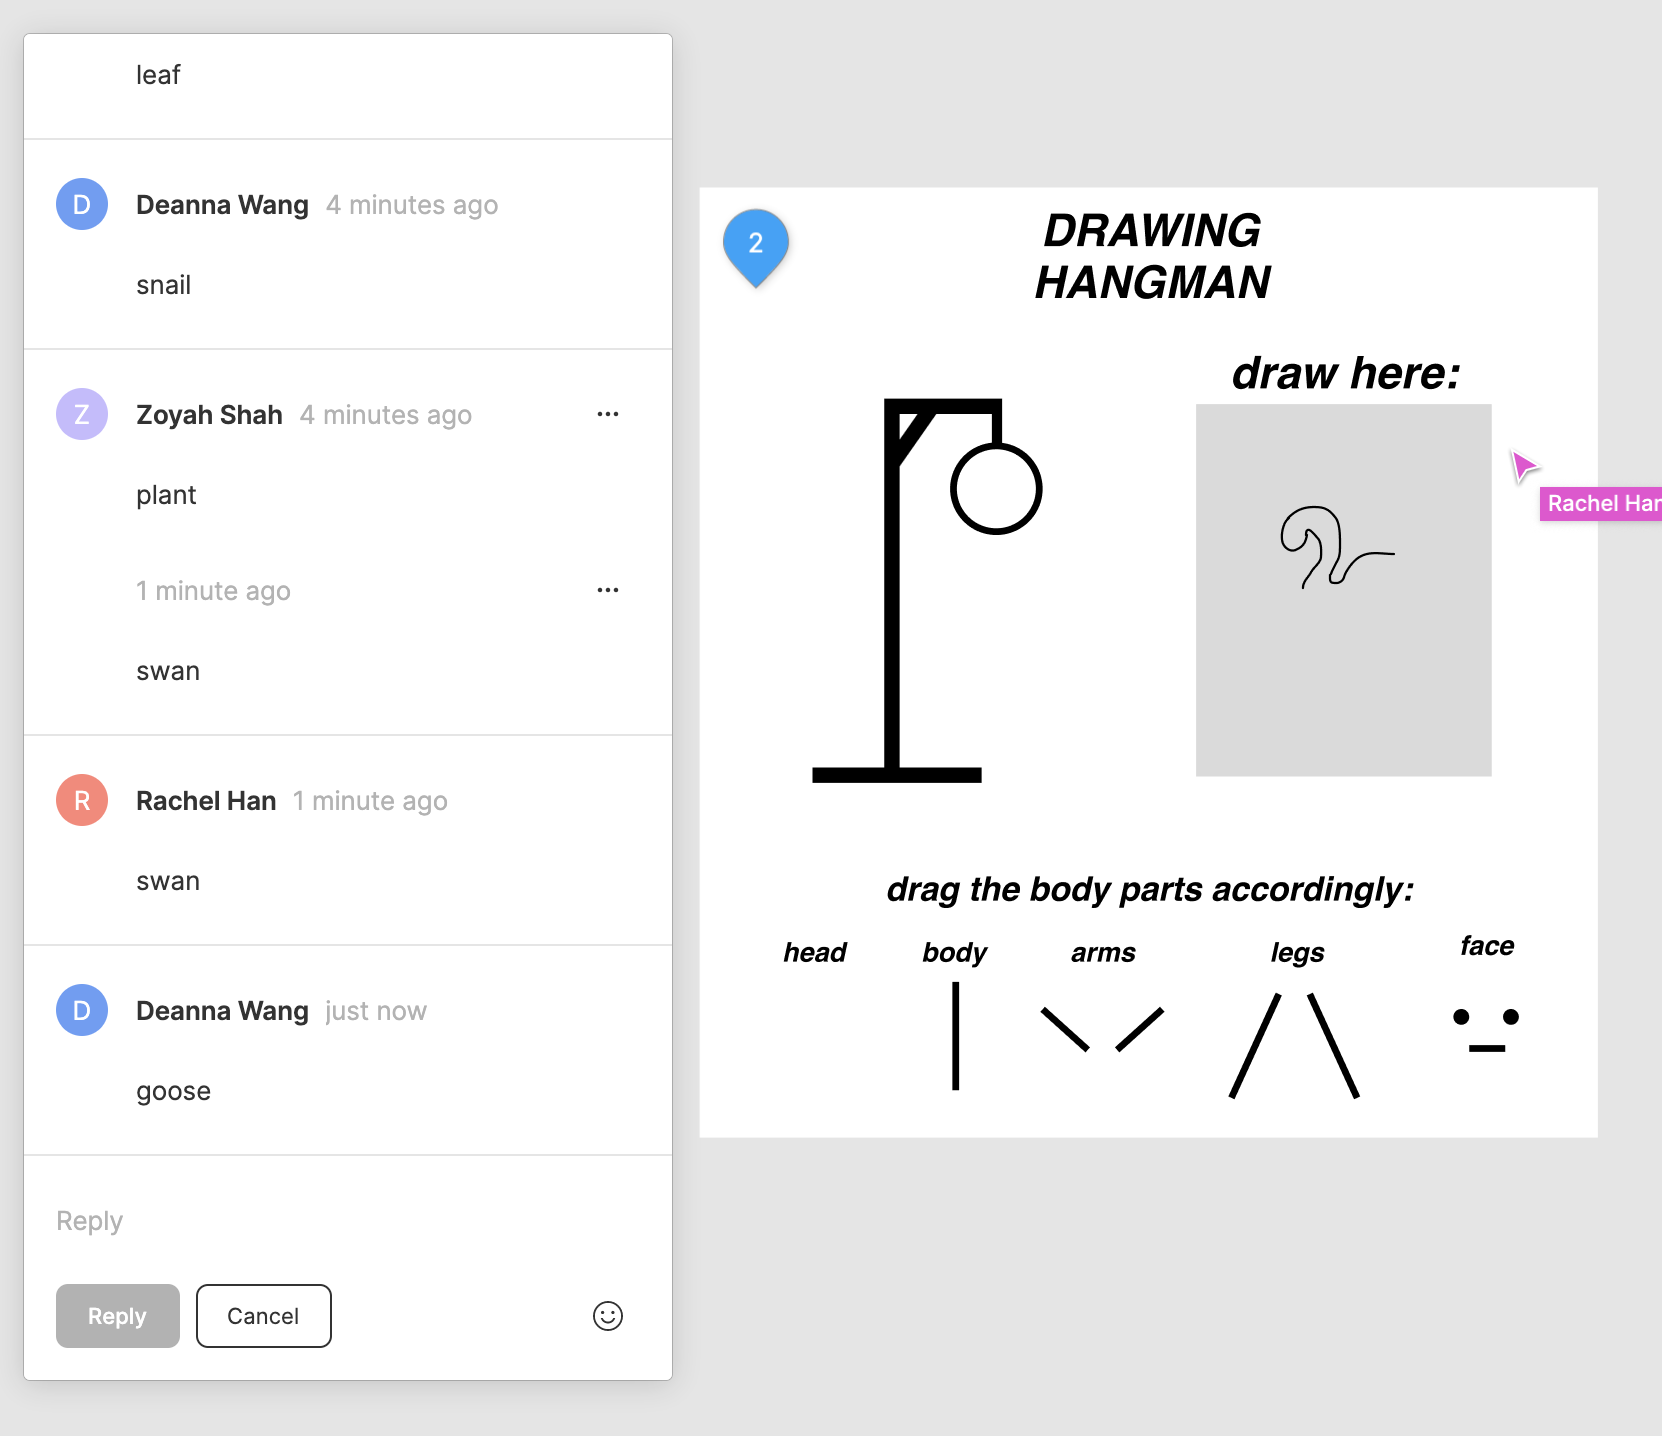 leaf
D
Deanna Wang 4 minutes ago
snail
Z
Zoyah Shah 4 minutes ago
plant
1 minute ago
swan
R
Rachel Han 1 minute ago
swan
D
Deanna Wang just now
goose
Reply
Reply
Cancel
2
DRAWING
HANGMAN
draw here:
Rachel Han
drag the body parts accordingly:
head body arms legs face